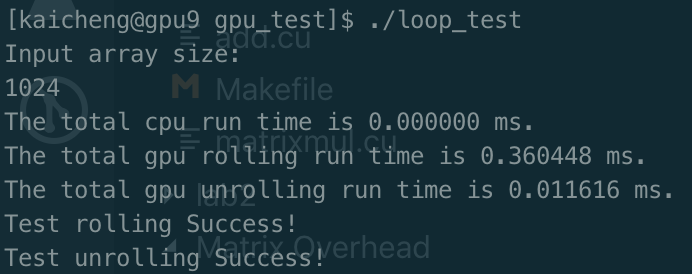 [kaicheng@gpu9 gpu_test]$ ./loop_test
add.cu
Input array size:
1024
Makefile
The total cpu run time is 0.000000 ms.
matrixmul.cu
The total gpu rolling run time is 0.360448 ms.
The total gpu unrolling run time is 0.011616 ms.
lab2
Test rolling Success!
Matrix Overhead
Test unrolling Success!